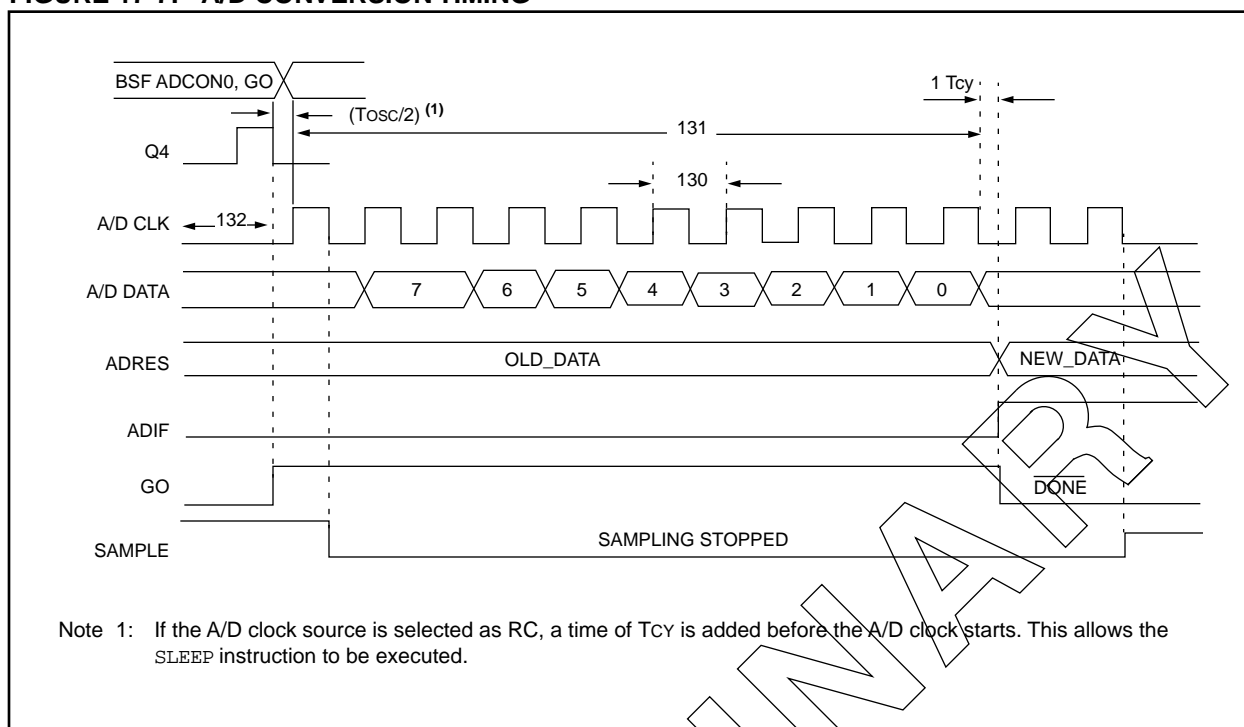 FIGURE 17-7: A/D CONVERSION TIMING
BSF ADCON0, GO
(TOSC/2) (1)
1 Tcy
131
Q4
130
A/D CLK
132
A/D DATA
7 6 5 4 3 2 1 0
ADRES
OLD_DATA
NEW_DATA
ADIF
GO
DONE
SAMPLE
SAMPLING STOPPED
Note 1: If the A/D clock source is selected as RC, a time of TCY is added before the A/D clock starts. This allows the
SLEEP instruction to be executed.
INARY